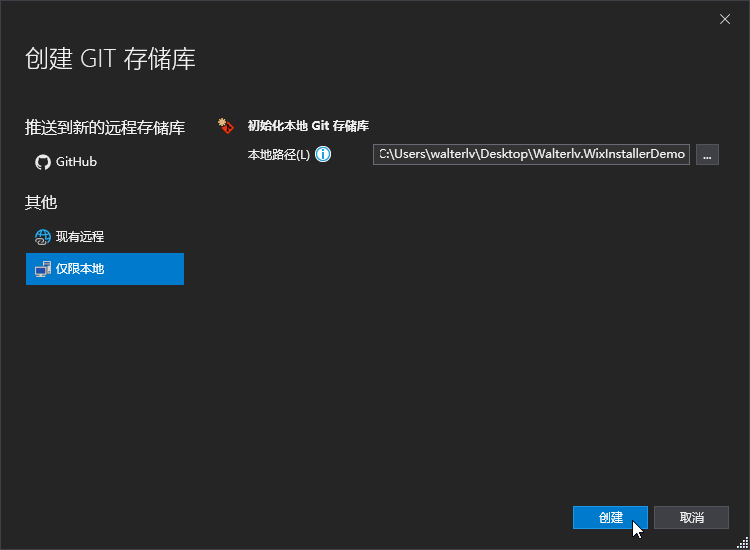 创建 GIT 存储库
推送到新的远程存储库
GitHub
其他
现有远程
仅限本地
初始化本地 Git 存储库
本地路径(L)
C:\Users\walterlv\Desktop\Walterlv.WixInstallerDemo
...
创建
取消